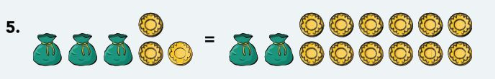 5.
=